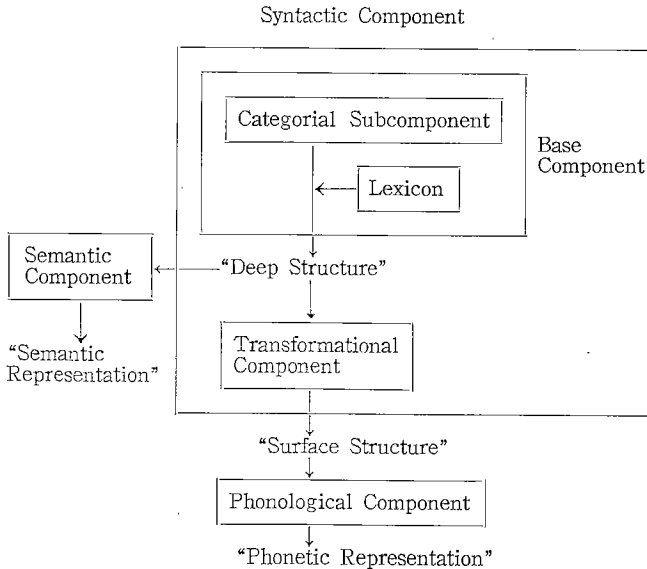 Syntactic Component
Categorial Subcomponent
Base
Component
Lexicon
Semantic
Component
“Deep Structure”
“Semantic
Representation”
Transformational
Component
“Surface Structure”
Phonological Component
“Phonetic Representation”